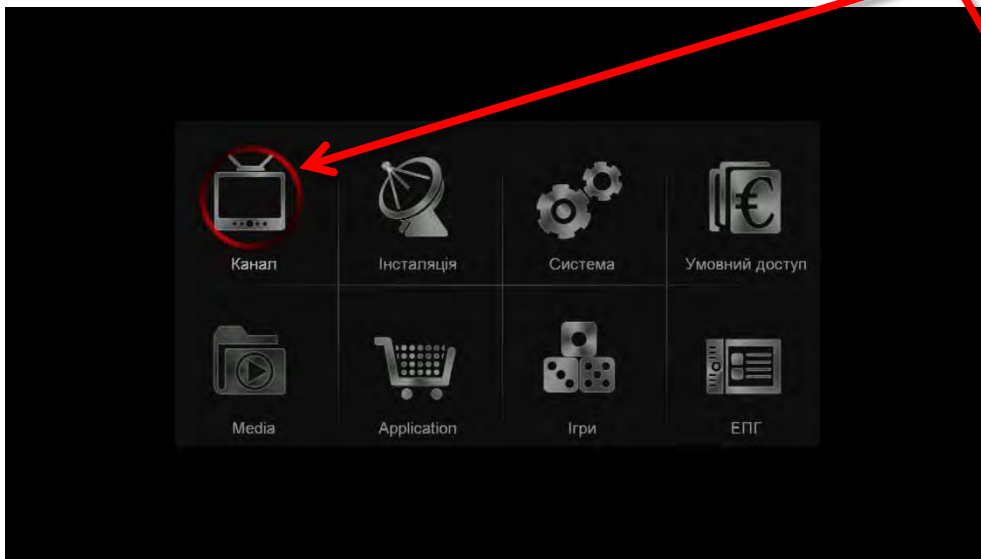 Канал Інсталяція Система Умовний доступ
Media Application Ігри ЕПГ